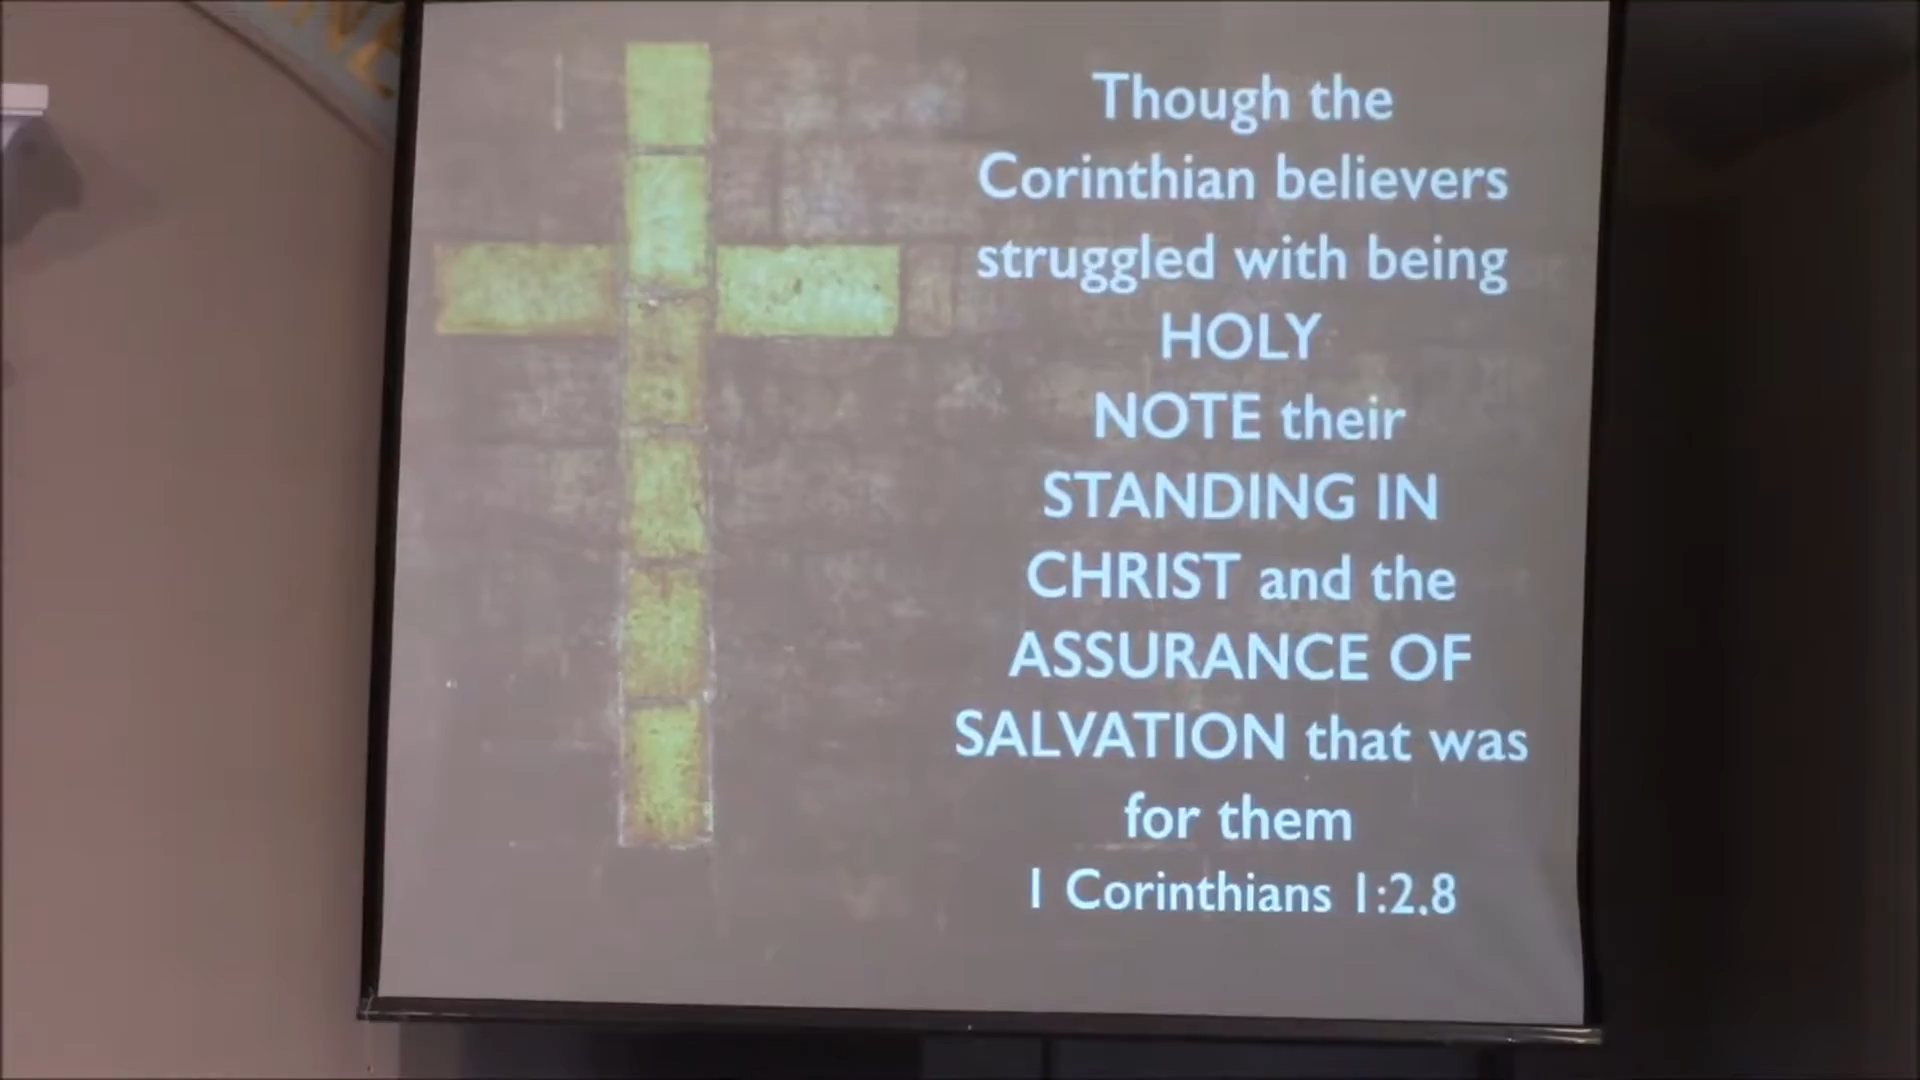 Though the
Corinthian believers
struggled with being
HOLY
NOTE their
STANDING IN
CHRIST and the
ASSURANCE OF
SALVATION that was
for them
1 Corinthians 1:2,8